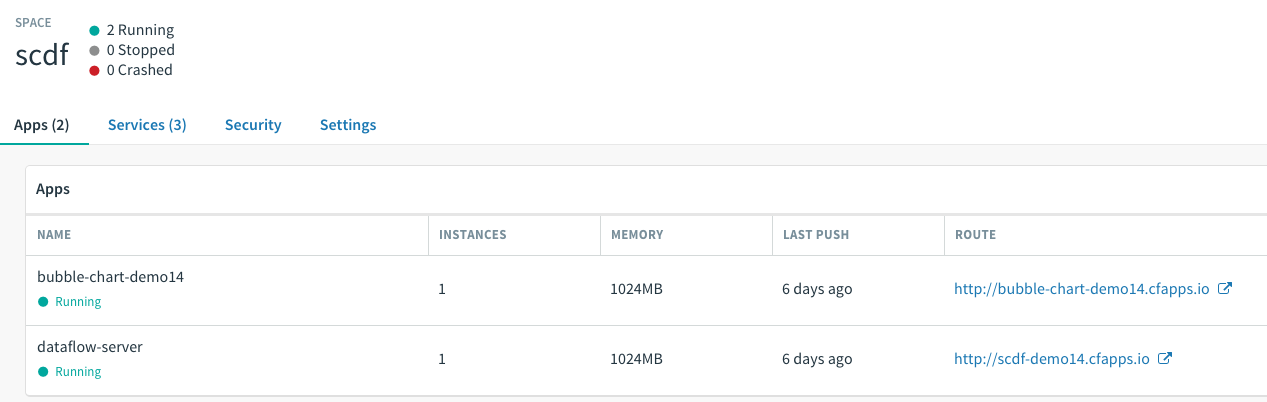 SPACE
scdf
2 Running
0 Stopped
0 Crashed
Apps (2) Services (3) Security Settings
Apps
NAME INSTANCES MEMORY LAST PUSH ROUTE
bubble-chart-demo14
Running
1 1024MB 6 days ago http://bubble-chart-demo14.cfapps.io
dataflow-server
Running
1 1024MB 6 days ago http://scdf-demo14.cfapps.io